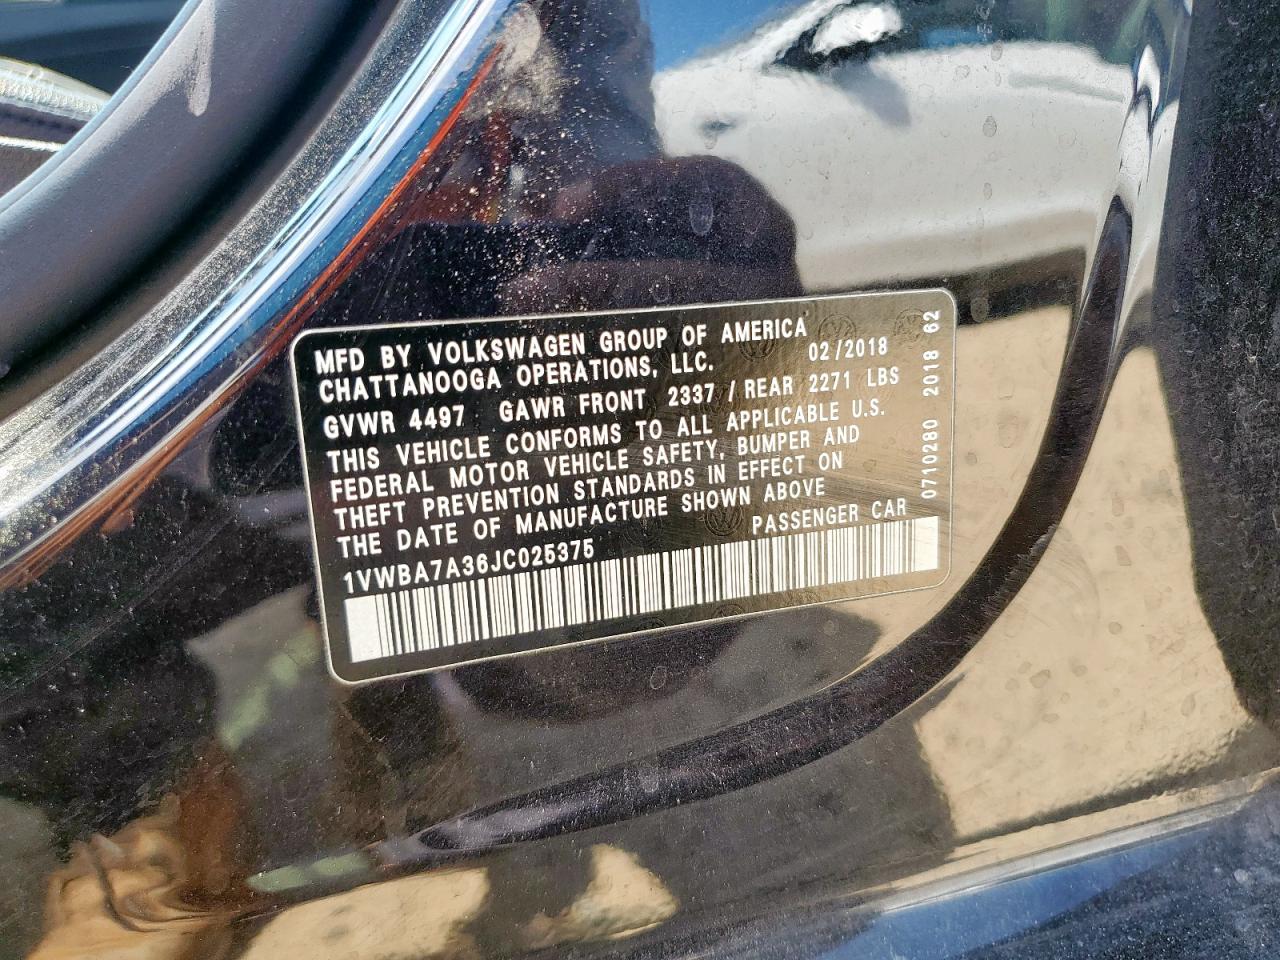 MFD BY VOLKSWAGEN GROUP OF AMERICA
CHATTANOOGA OPERATIONS, LLC. 02/2018
GVWR 4497 GAWR FRONT 2337 / REAR 2271 LBS
THIS VEHICLE CONFORMS TO ALL APPLICABLE U.S.
FEDERAL MOTOR VEHICLE SAFETY, BUMPER AND
THEFT PREVENTION STANDARDS IN EFFECT ON
THE DATE OF MANUFACTURE SHOWN ABOVE
1VWBA7A36JC025375 PASSENGER CAR
0710280 2018 62